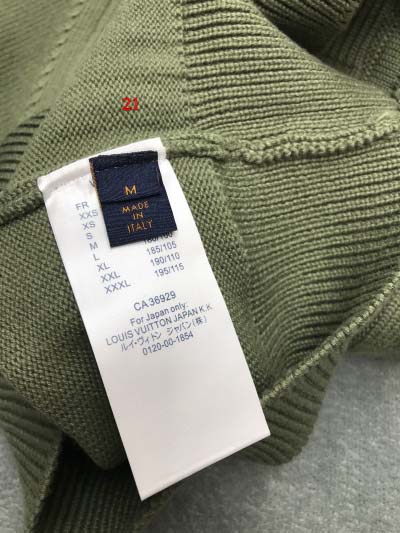 21
M
MADE
IN
ITALY
FR
XXS
XS
S
M
L 185/105
XL 190/110
XXL 195/115
XXXL
CA 36929
For Japan only:
LOUIS VUITTON JAPAN K.K
ルイ・ヴィトン ジャパン(株)
0120-00-1854